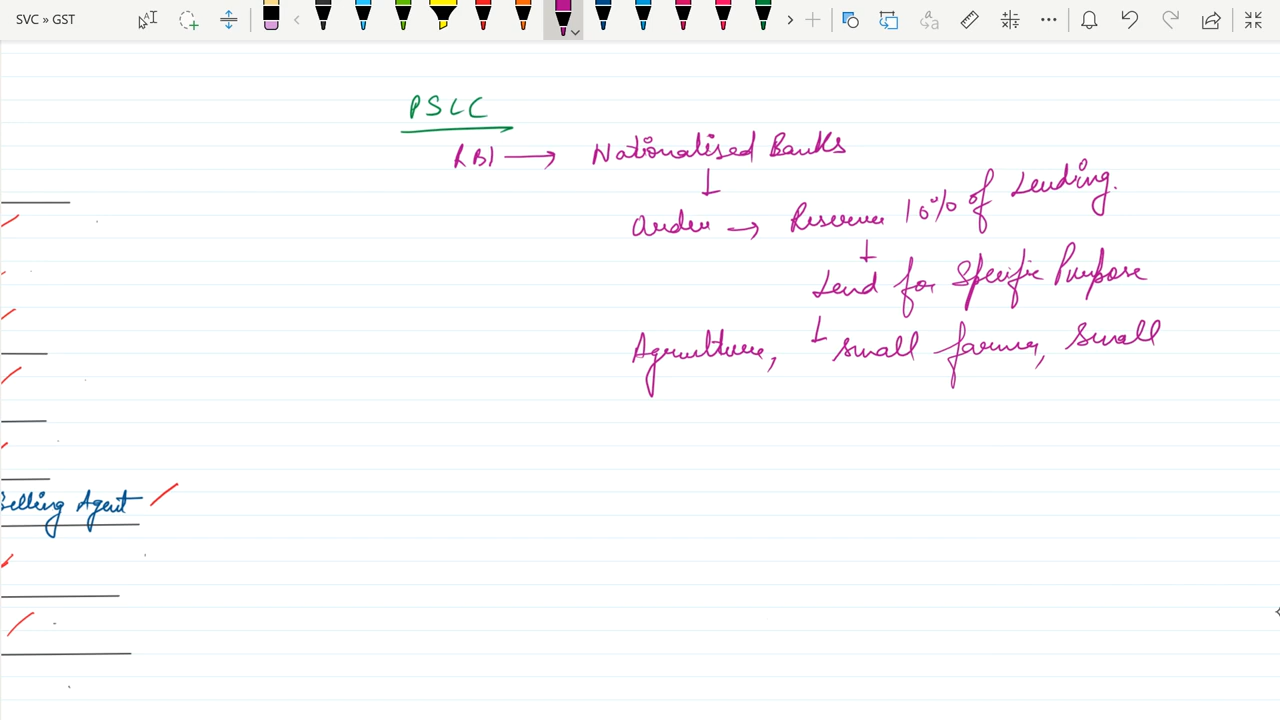 SVC » GST
PSLC
RBI → Nationalised Banks
↓
Order → Reserve 10% of Lending.
↓
Lend for Specific Purpose
↓
Agriculture, small farmer, small
Selling Agent